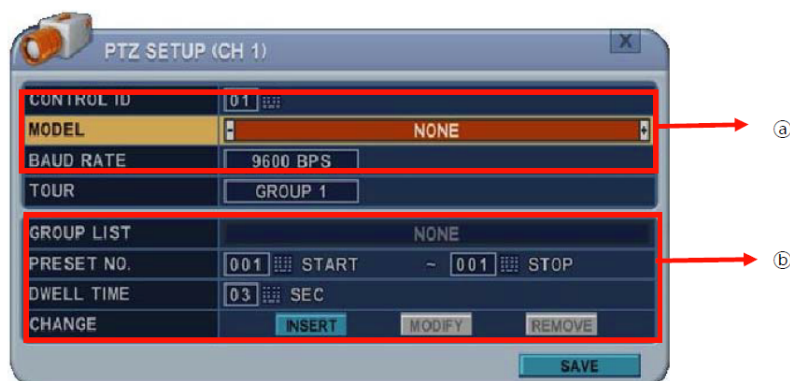 PTZ SETUP (CH 1) X
CONTROL ID 01
MODEL - NONE +
ⓐ
BAUD RATE 9600 BPS
TOUR GROUP 1
GROUP LIST NONE
PRESET NO. 001 START ~ 001 STOP
ⓑ
DWELL TIME 03 SEC
CHANGE INSERT MODIFY REMOVE
SAVE